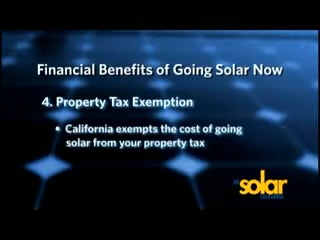 Financial Benefits of Going Solar Now
4. Property Tax Exemption
• California exempts the cost of going
solar from your property tax
solar